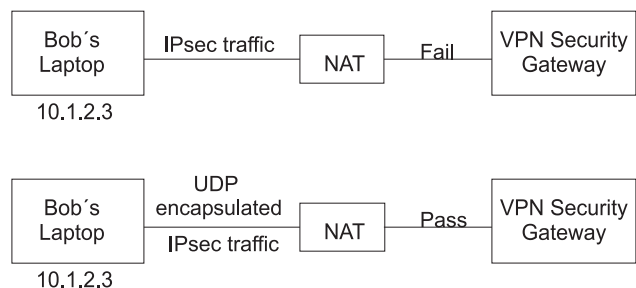 Bob´s
Laptop
IPsec traffic
NAT
Fail
VPN Security
Gateway
10.1.2.3
Bob´s
Laptop
UDP
encapsulated
IPsec traffic
NAT
Pass
VPN Security
Gateway
10.1.2.3